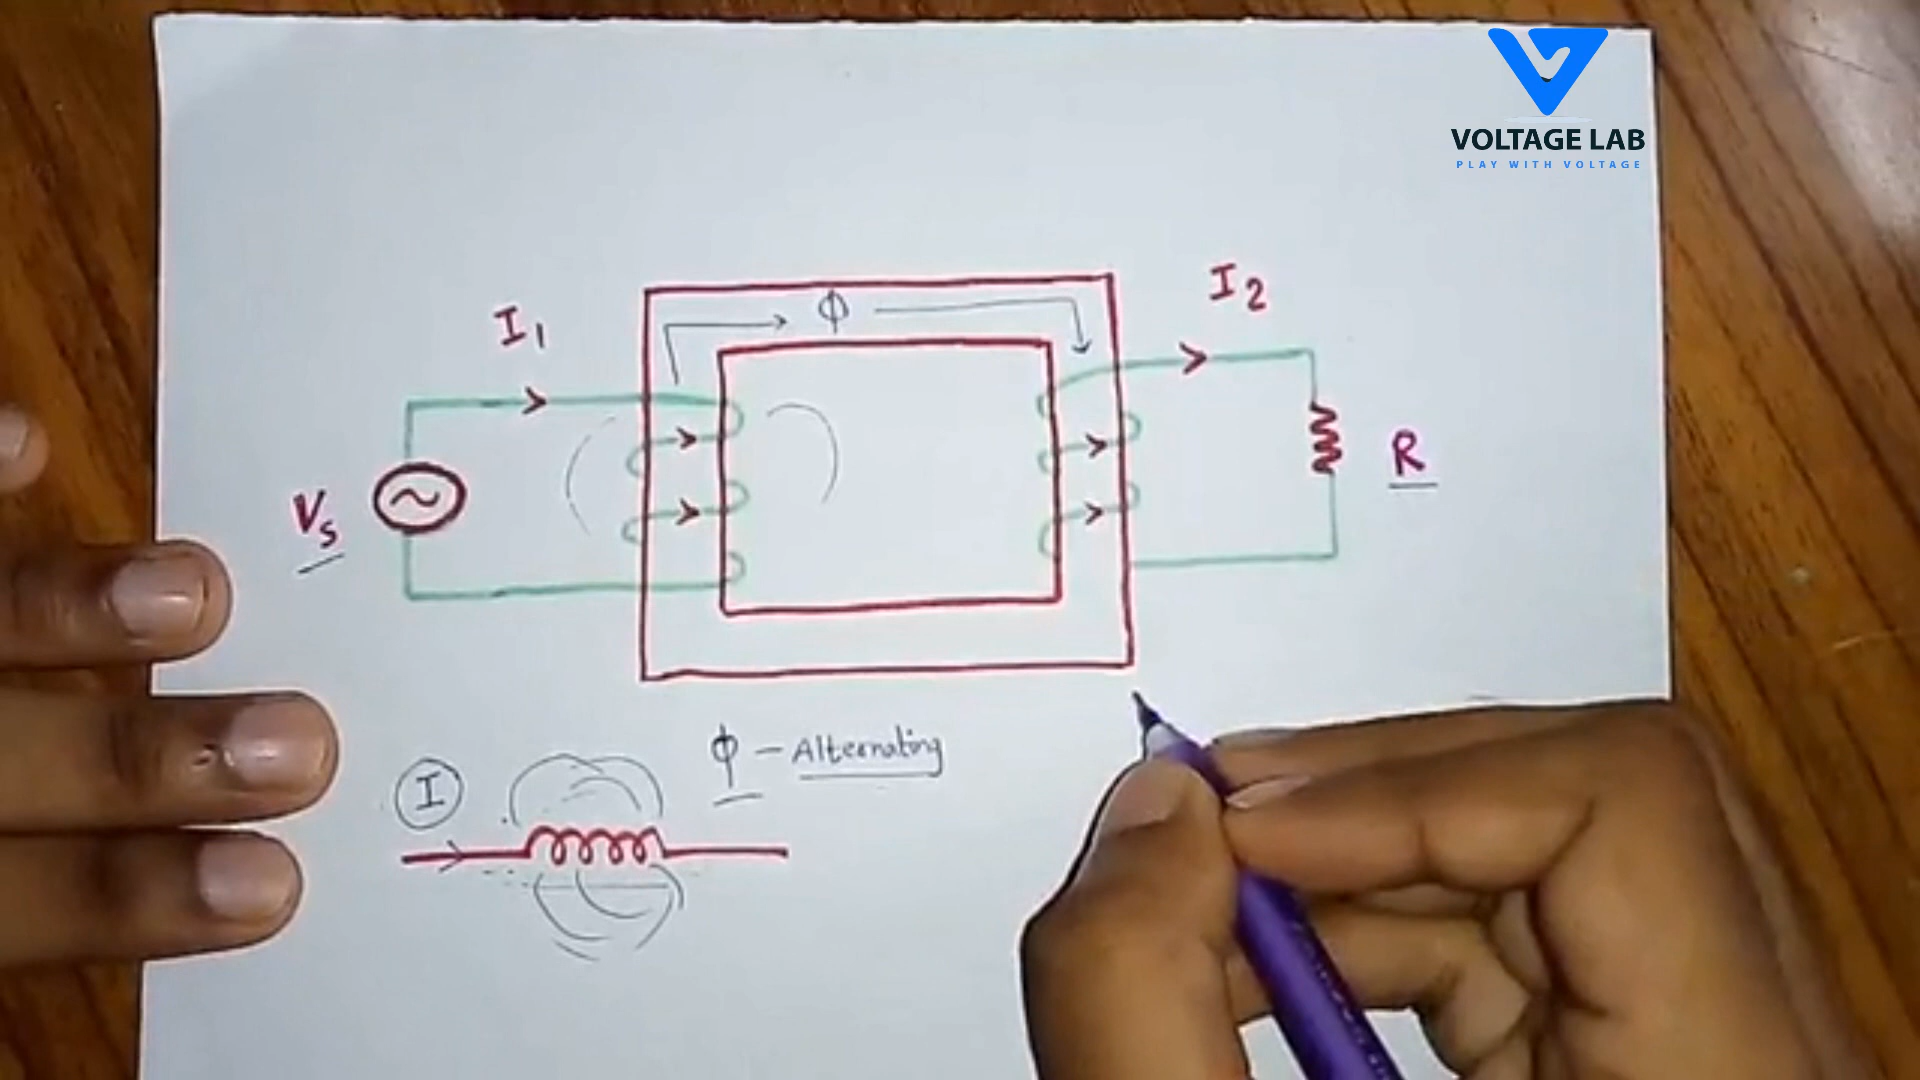 VOLTAGE LAB
PLAY WITH VOLTAGE
I2
Φ
I1
R
Vs
Φ - Alternating
I